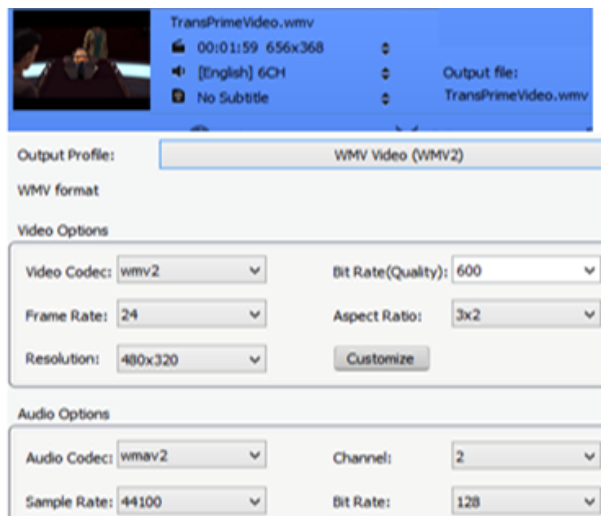 TransPrimeVideo.wmv
00:01:59 656x368
[English] 6CH
Output file:
No Subtitle
TransPrimeVideo.wmv
Output Profile:
WMV Video (WMV2)
WMV format
Video Options
Video Codec: wmv2
Bit Rate(Quality): 600
Frame Rate: 24
Aspect Ratio: 3x2
Resolution: 480x320
Customize
Audio Options
Audio Codec: wmav2
Channel: 2
Sample Rate: 44100
Bit Rate: 128